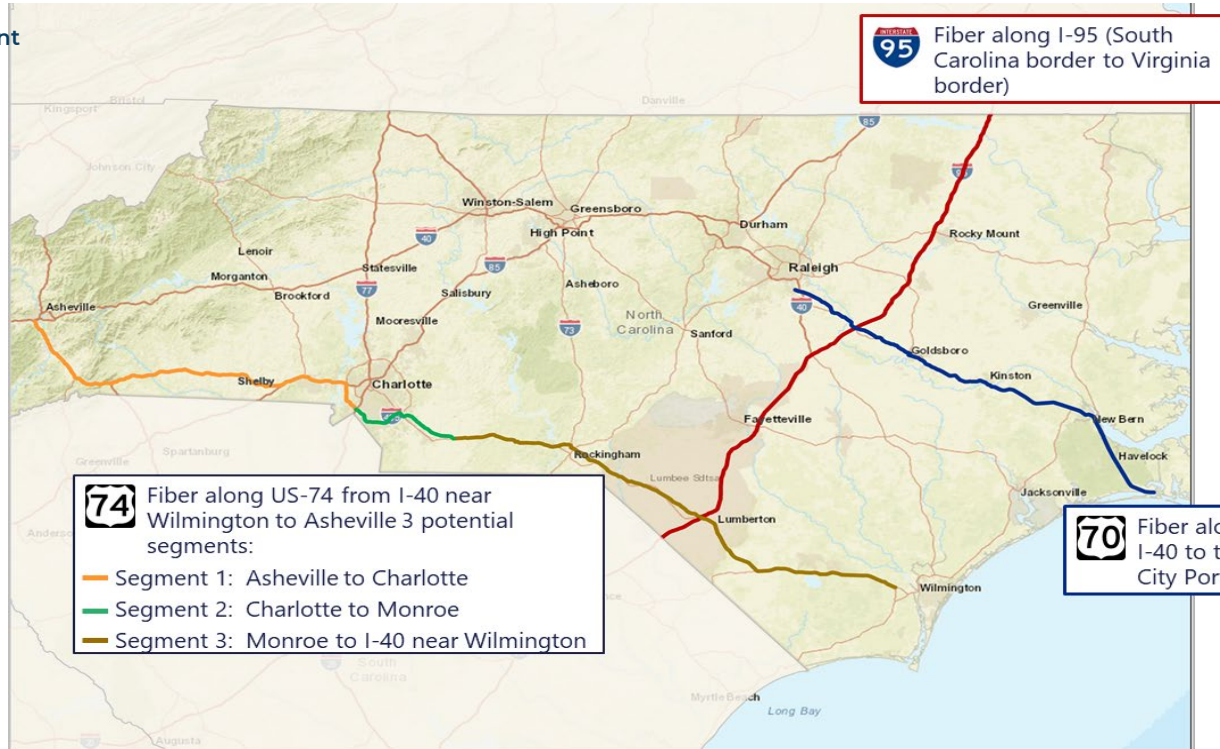 nt
INTERSTATE
95
Fiber along I-95 (South
Carolina border to Virginia
border)
Bristol
Kingsport
Danville
85
Johnson City
Winston-Salem
Greensboro
Durham
High Point
Rocky Mount
40
Lenoir
Raleigh
Morganton
Statesville
85
Asheboro
77
Brookford
Salisbury
Asheville
40
Greenville
Mooresville
North
Carolina
73
Sanford
Goldsboro
Kinston
Shelby
Charlotte
Fayetteville
New Bern
Rockingham
Havelock
Spartanburg
Greenville
Lumbee Sdtsa
Jacksonville
74
Fiber along US-74 from I-40 near
Wilmington to Asheville 3 potential
segments:
Segment 1: Asheville to Charlotte
Segment 2: Charlotte to Monroe
Segment 3: Monroe to I-40 near Wilmington
Lumberton
70
Fiber alo
I-40 to t
City Por
Wilmington
South
Carolina
Myrtle Beach
Long Bay
Augusta